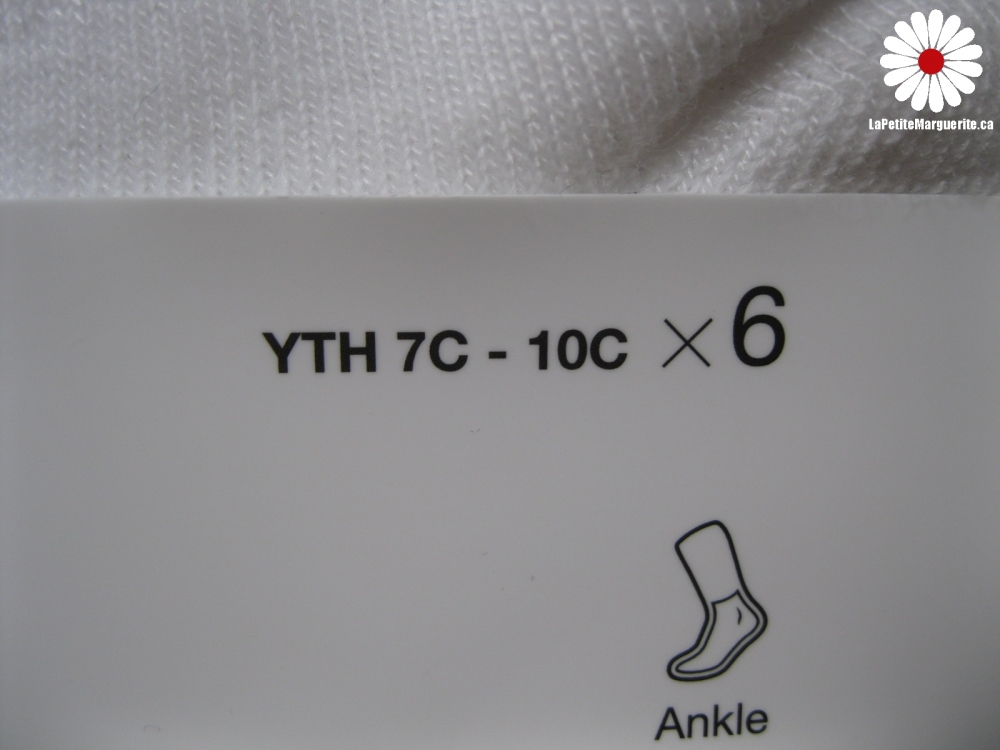 LaPetiteMarguerite.ca
YTH 7C - 10C × 6
Ankle